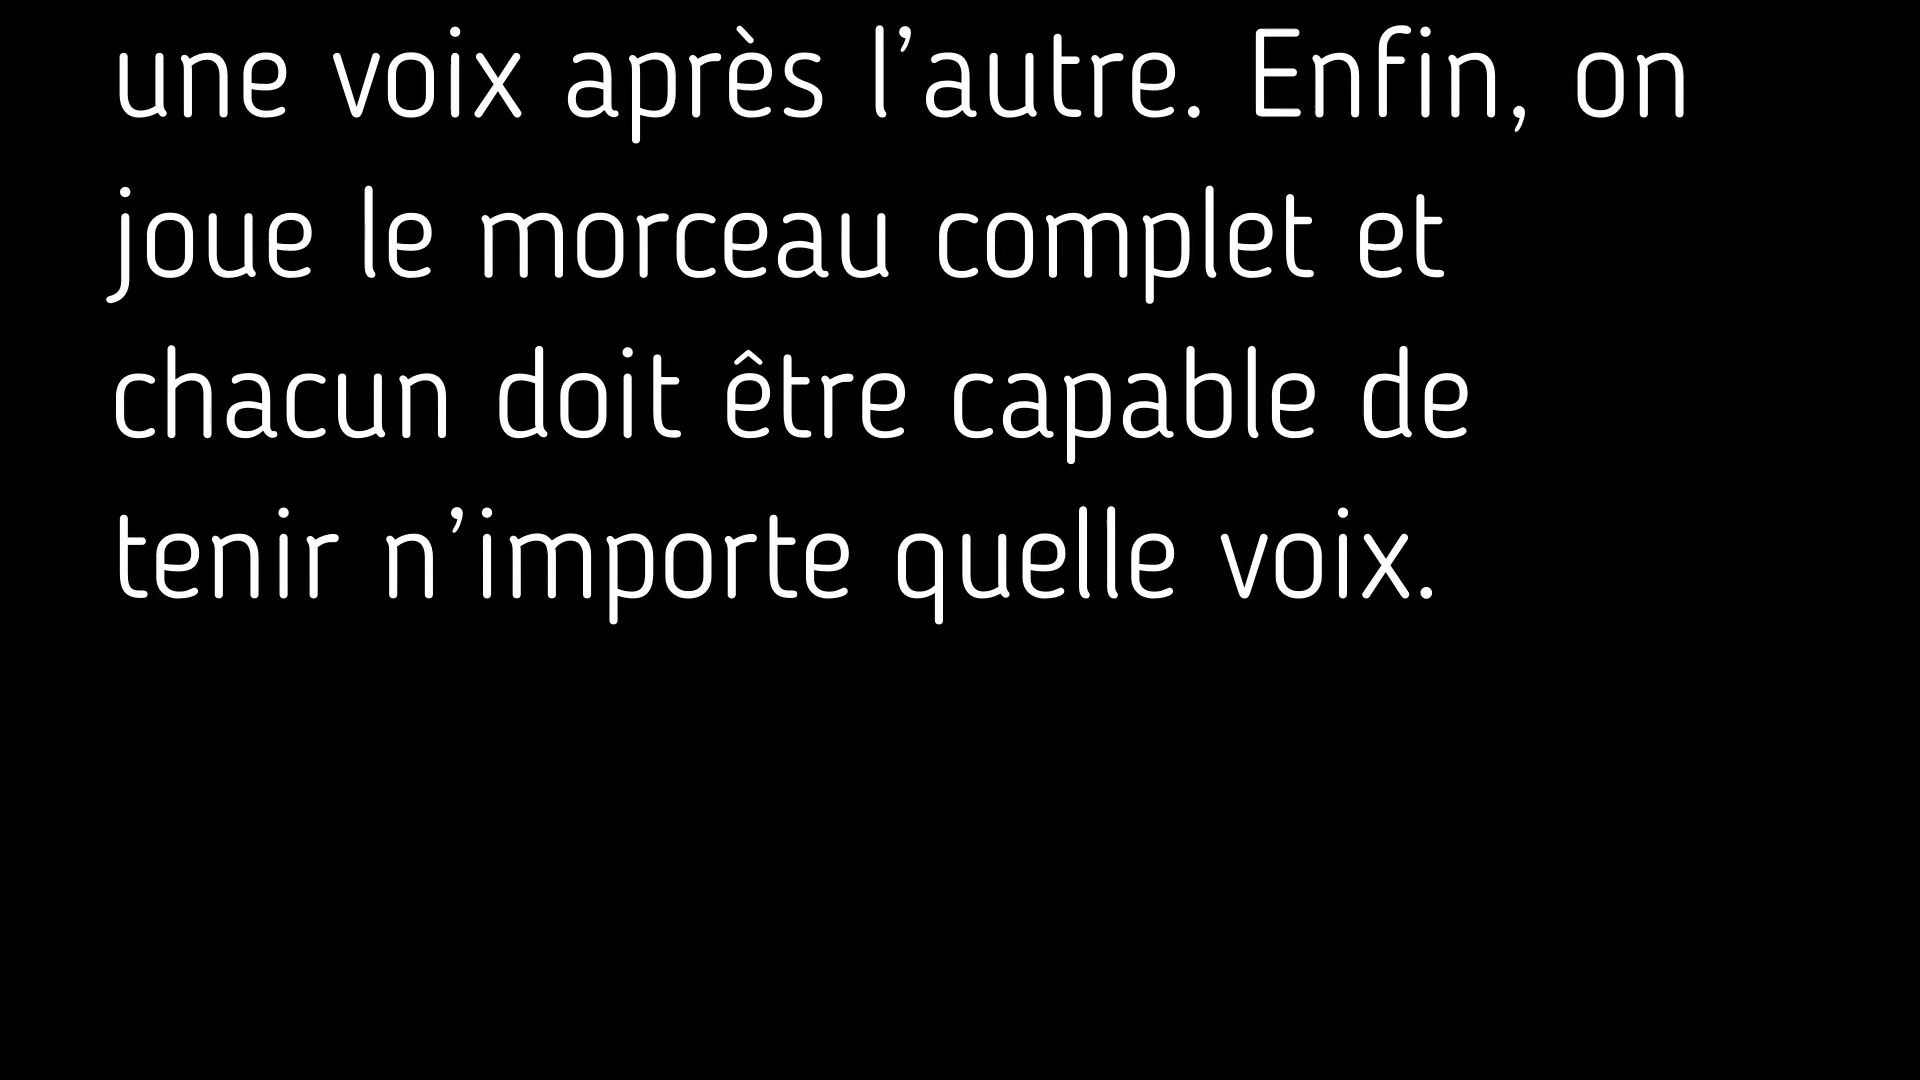 une voix après l’autre. Enfin, on
joue le morceau complet et
chacun doit être capable de
tenir n’importe quelle voix.